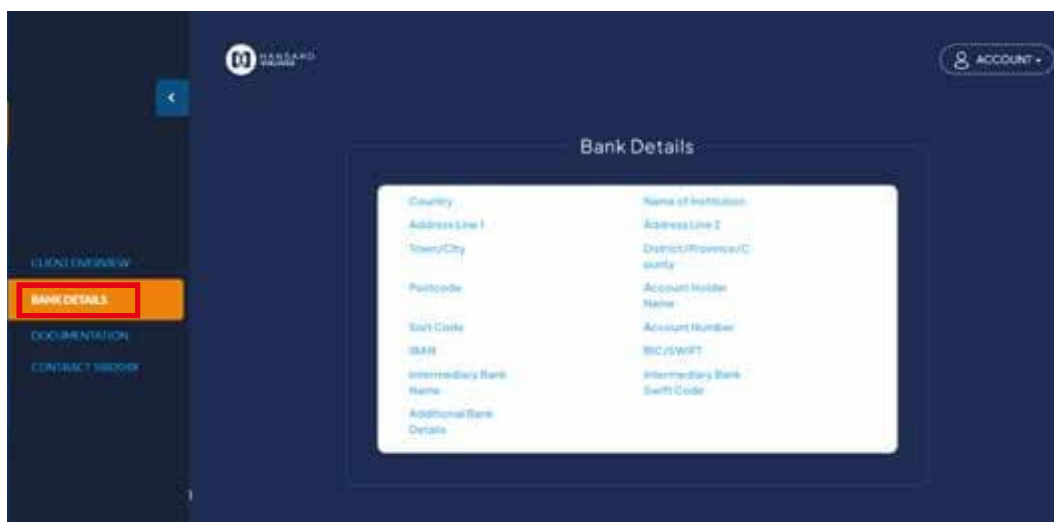 HANSARD
ACCOUNT
Bank Details
Country
Name of Institution
Address Line 1
Address Line 2
Town/City
District/Province/C
ounty
Postcode
Account Holder
Name
Sort Code
Account Number
IBAN
BIC/SWIFT
Intermediary Bank
Name
Intermediary Bank
Swift Code
Additional Bank
Details
CLIENT OVERVIEW
BANK DETAILS
DOCUMENTATION
CONTRACT